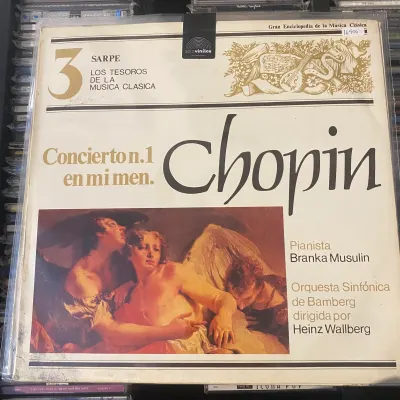 Gran Enciclopedia de la Música Clásica
3
SARPE
LOS TESOROS
DE LA
MUSICA CLASICA
Concierto n.1
en mi men.
Chopin
Pianista
Branka Musulin
Orquesta Sinfónica
de Bamberg
dirigida por
Heinz Wallberg